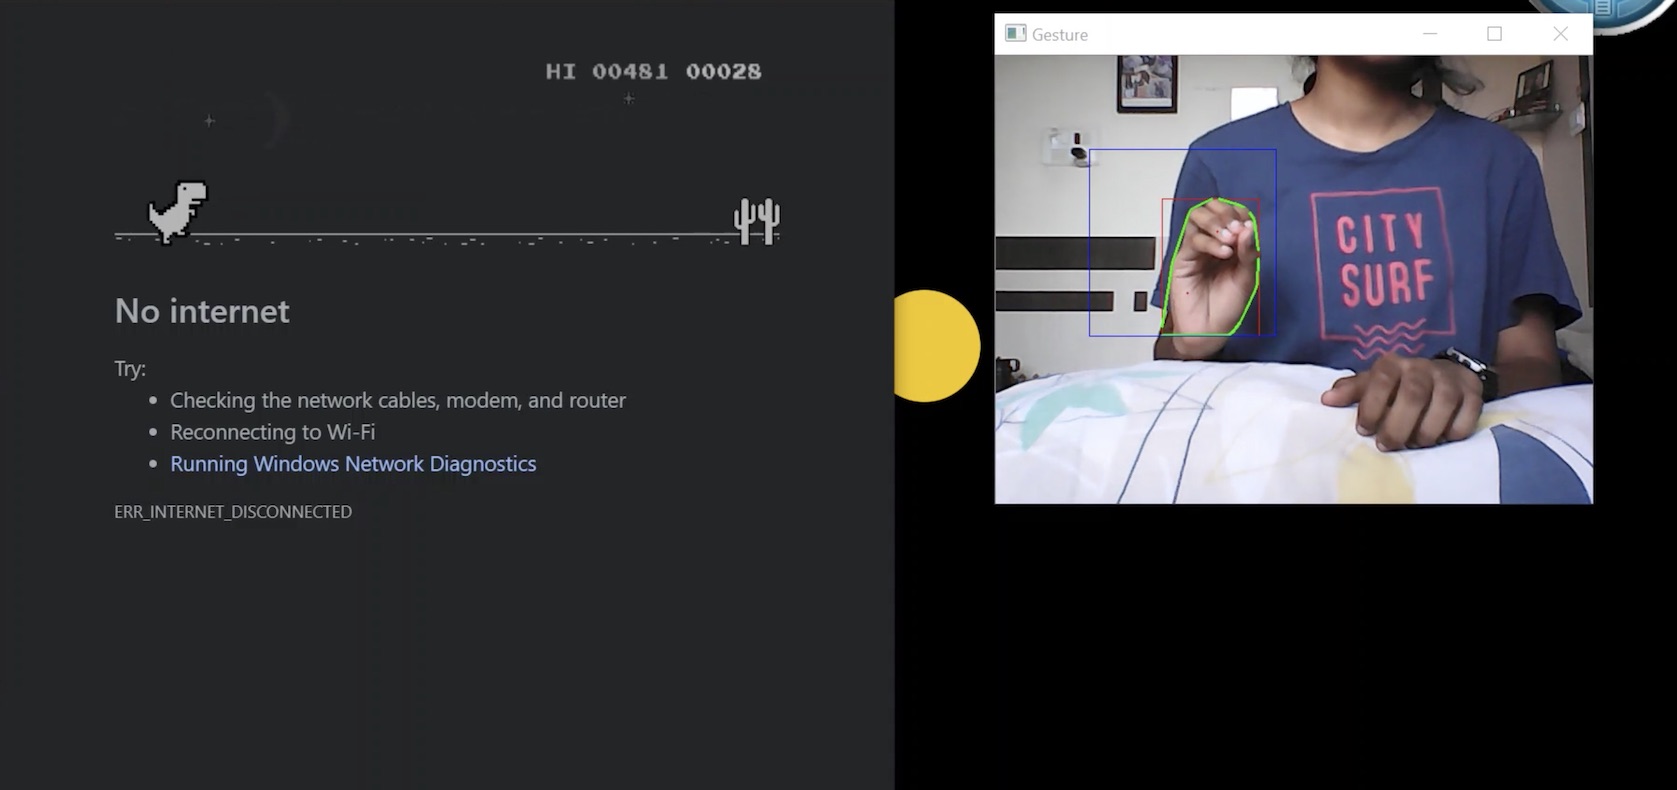 HI 00481 00028
No internet
Try:
• Checking the network cables, modem, and router
• Reconnecting to Wi-Fi
• Running Windows Network Diagnostics
ERR_INTERNET_DISCONNECTED
Gesture
CITY
SURF